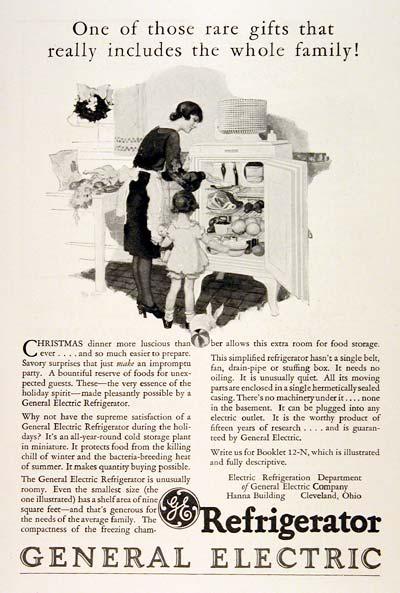 One of those rare gifts that
really includes the whole family!
CHRISTMAS dinner more luscious than
ever . . . . and so much easier to prepare.
Savory surprises that just make an impromptu
party. A bountiful reserve of foods for unex-
pected guests. These—the very essence of the
holiday spirit—made pleasantly possible by a
General Electric Refrigerator.
Why not have the supreme satisfaction of a
General Electric Refrigerator during the holi-
days? It's an all-year-round cold storage plant
in miniature. It protects food from the killing
chill of winter and the bacteria-breeding heat
of summer. It makes quantity buying possible.
The General Electric Refrigerator is unusually
roomy. Even the smallest size (the
one illustrated) has a shelf area of nine
square feet—and that's generous for
the needs of the average family. The
compactness of the freezing cham-
ber allows this extra room for food storage.
This simplified refrigerator hasn't a single belt,
fan, drain-pipe or stuffing box. It needs no
oiling. It is unusually quiet. All its moving
parts are enclosed in a single hermetically sealed
casing. There's no machinery under it . . . . none
in the basement. It can be plugged into any
electric outlet. It is the worthy product of
fifteen years of research . . . . and is guaran-
teed by General Electric.
Write us for Booklet 12-N, which is illustrated
and fully descriptive.
Electric Refrigeration Department
of General Electric Company
Hanna Building Cleveland, Ohio
GE Refrigerator
GENERAL ELECTRIC